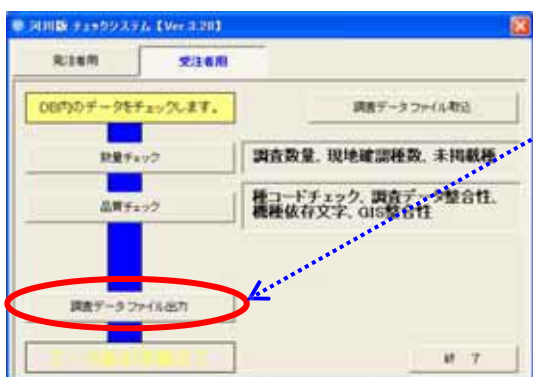 河川版 チェックシステム【Ver 3.20】
発注者用
受注者用
DB内のデータをチェックします。
調査データファイル取込
数量チェック
調査数量、現地確認種数、未掲載種
品質チェック
種コードチェック、調査データ整合性、
機種依存文字、GIS整合性
調査データファイル出力
終 了